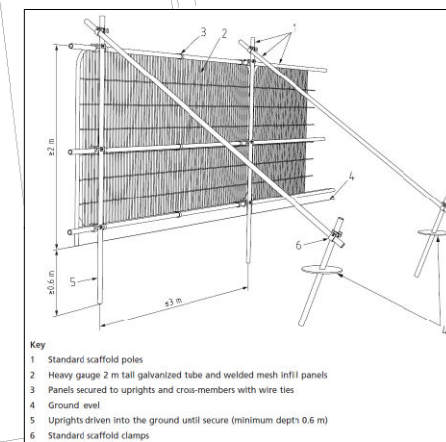 3
2
1
≥2 m
4
≥0.6 m
5
6
≤3 m
4
Key
1 Standard scaffold poles
2 Heavy gauge 2 m tall galvanized tube and welded mesh infill panels
3 Panels secured to uprights and cross-members with wire ties
4 Ground evel
5 Uprights driven into the ground until secure (minimum depth 0.6 m)
6 Standard scaffold clamps